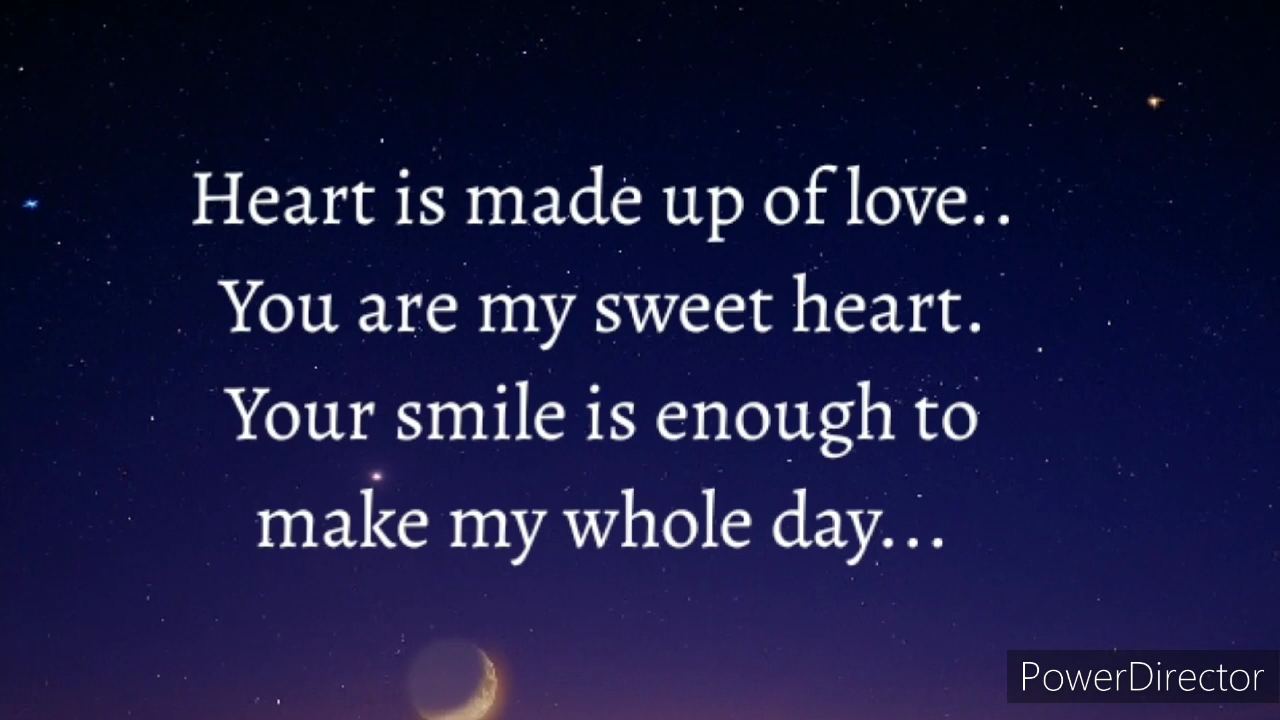 Heart is made up of love..
You are my sweet heart.
Your smile is enough to
make my whole day...
PowerDirector